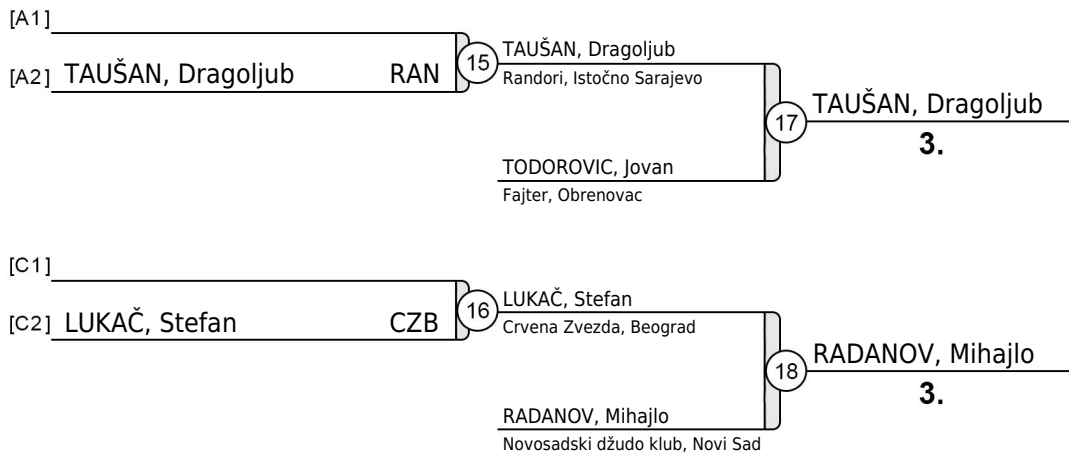 [A1]
[A2] TAUŠAN, Dragoljub RAN
15
TAUŠAN, Dragoljub
Randori, Istočno Sarajevo
17
TAUŠAN, Dragoljub
3.
TODOROVIC, Jovan
Fajter, Obrenovac
[C1]
[C2] LUKAČ, Stefan CZB
16
LUKAČ, Stefan
Crvena Zvezda, Beograd
18
RADANOV, Mihajlo
3.
RADANOV, Mihajlo
Novosadski džudo klub, Novi Sad